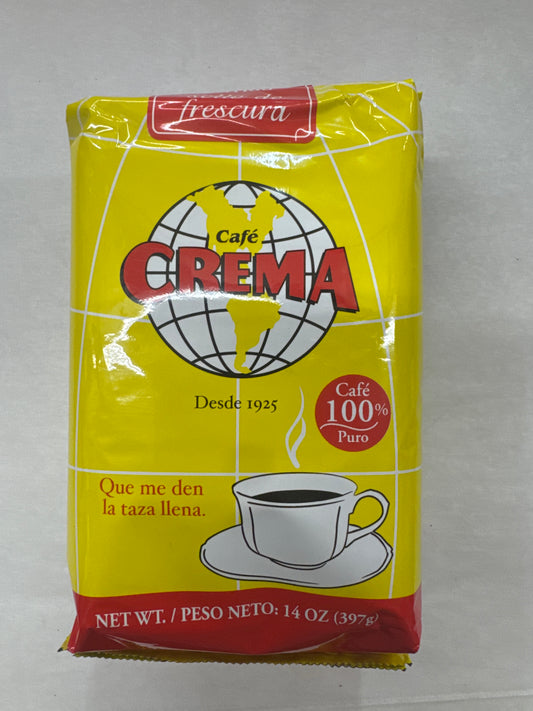 frescura
Café
CREMA
Desde 1925
Café
100%
Puro
Que me den
la taza llena.
NET WT. / PESO NETO: 14 OZ (397g)